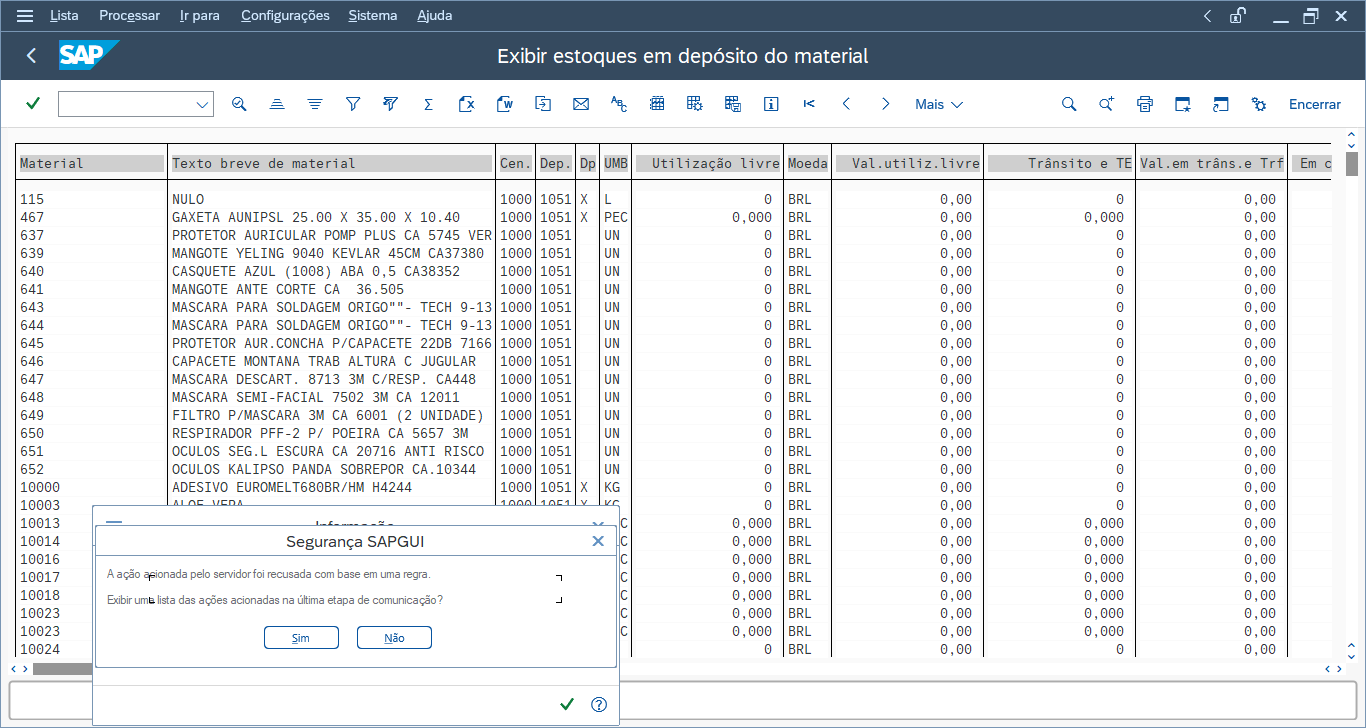 Lista Processar Ir para Configurações Sistema Ajuda
SAP Exibir estoques em depósito do material
Mais Encerrar
Material Texto breve de material Cen. Dep. Dp UMB Utilização livre Moeda Val.utiliz.livre Trânsito e TE Val.em trâns.e Trf Em c
115 NULO 1000 1051 X L 0 BRL 0,00 0 0,00
467 GAXETA AUNIPSL 25.00 X 35.00 X 10.40 1000 1051 X PEC 0,000 BRL 0,00 0,000 0,00
637 PROTETOR AURICULAR POMP PLUS CA 5745 VER 1000 1051 UN 0 BRL 0,00 0 0,00
639 MANGOTE YELING 9040 KEVLAR 45CM CA37380 1000 1051 UN 0 BRL 0,00 0 0,00
640 CASQUETE AZUL (1008) ABA 0,5 CA38352 1000 1051 UN 0 BRL 0,00 0 0,00
641 MANGOTE ANTE CORTE CA  36.505 1000 1051 UN 0 BRL 0,00 0 0,00
643 MASCARA PARA SOLDAGEM ORIGO""- TECH 9-13 1000 1051 UN 0 BRL 0,00 0 0,00
644 MASCARA PARA SOLDAGEM ORIGO""- TECH 9-13 1000 1051 UN 0 BRL 0,00 0 0,00
645 PROTETOR AUR.CONCHA P/CAPACETE 22DB 7166 1000 1051 UN 0 BRL 0,00 0 0,00
646 CAPACETE MONTANA TRAB ALTURA C JUGULAR 1000 1051 UN 0 BRL 0,00 0 0,00
647 MASCARA DESCART. 8713 3M C/RESP. CA448 1000 1051 UN 0 BRL 0,00 0 0,00
648 MASCARA SEMI-FACIAL 7502 3M CA 12011 1000 1051 UN 0 BRL 0,00 0 0,00
649 FILTRO P/MASCARA 3M CA 6001 (2 UNIDADE) 1000 1051 UN 0 BRL 0,00 0 0,00
650 RESPIRADOR PFF-2 P/ POEIRA CA 5657 3M 1000 1051 UN 0 BRL 0,00 0 0,00
651 OCULOS SEG.L ESCURA CA 20716 ANTI RISCO 1000 1051 UN 0 BRL 0,00 0 0,00
652 OCULOS KALIPSO PANDA SOBREPOR CA.10344 1000 1051 UN 0 BRL 0,00 0 0,00
10000 ADESIVO EUROMELT680BR/HM H4244 1000 1051 X KG 0 BRL 0,00 0 0,00
10003 ALOE VERA 1000 1051 X KG 0 BRL 0,00 0 0,00
10013 C 0,000 BRL 0,00 0,000 0,00
10014 C 0,000 BRL 0,00 0,000 0,00
10016 C 0,000 BRL 0,00 0,000 0,00
10017 C 0,000 BRL 0,00 0,000 0,00
10018 C 0,000 BRL 0,00 0,000 0,00
10023 C 0,000 BRL 0,00 0,000 0,00
10023 C 0,000 BRL 0,00 0,000 0,00
10024 0 BRL 0,00 0 0,00
Informação
Segurança SAPGUI
A ação acionada pelo servidor foi recusada com base em uma regra.
Exibir uma lista das ações acionadas na última etapa de comunicação?
Sim Não